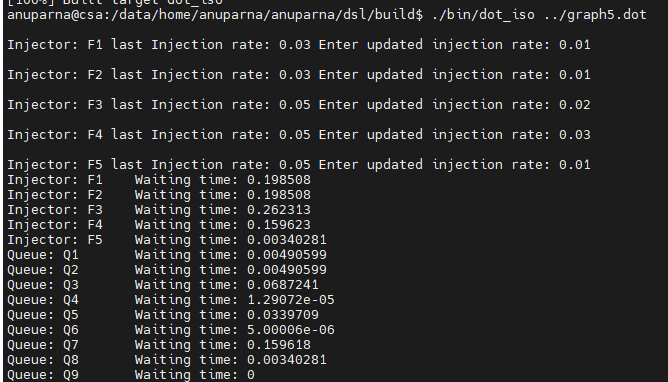 [100%] Built target dot_iso
anuparna@csa:/data/home/anuparna/anuparna/dsl/build$ ./bin/dot_iso ../graph5.dot
Injector: F1 last Injection rate: 0.03 Enter updated injection rate: 0.01
Injector: F2 last Injection rate: 0.03 Enter updated injection rate: 0.01
Injector: F3 last Injection rate: 0.05 Enter updated injection rate: 0.02
Injector: F4 last Injection rate: 0.05 Enter updated injection rate: 0.03
Injector: F5 last Injection rate: 0.05 Enter updated injection rate: 0.01
Injector: F1    Waiting time: 0.198508
Injector: F2    Waiting time: 0.198508
Injector: F3    Waiting time: 0.262313
Injector: F4    Waiting time: 0.159623
Injector: F5    Waiting time: 0.00340281
Queue: Q1       Waiting time: 0.00490599
Queue: Q2       Waiting time: 0.00490599
Queue: Q3       Waiting time: 0.0687241
Queue: Q4       Waiting time: 1.29072e-05
Queue: Q5       Waiting time: 0.0339709
Queue: Q6       Waiting time: 5.00006e-06
Queue: Q7       Waiting time: 0.159618
Queue: Q8       Waiting time: 0.00340281
Queue: Q9       Waiting time: 0